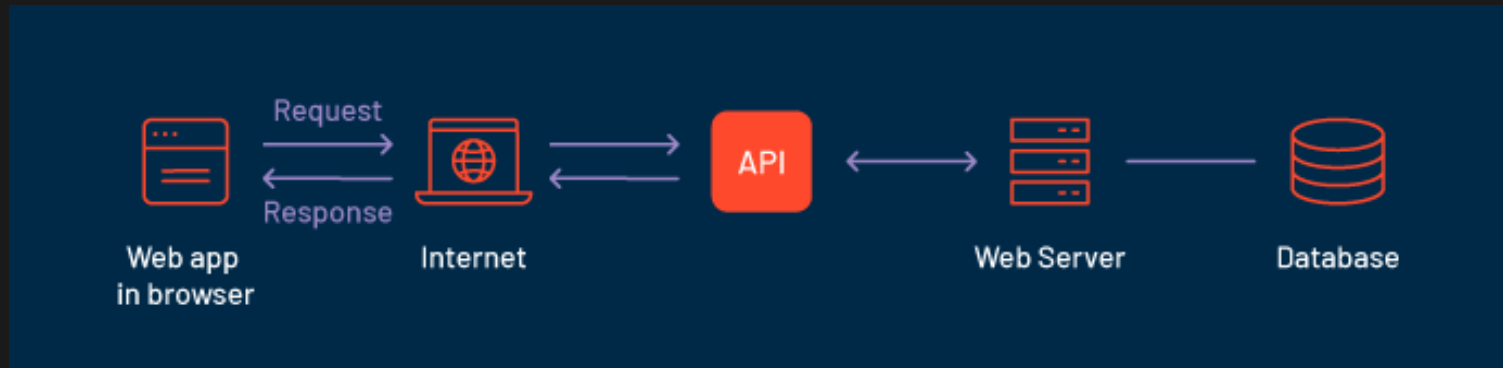 Request
API
Response
Web app
in browser
Internet
Web Server
Database